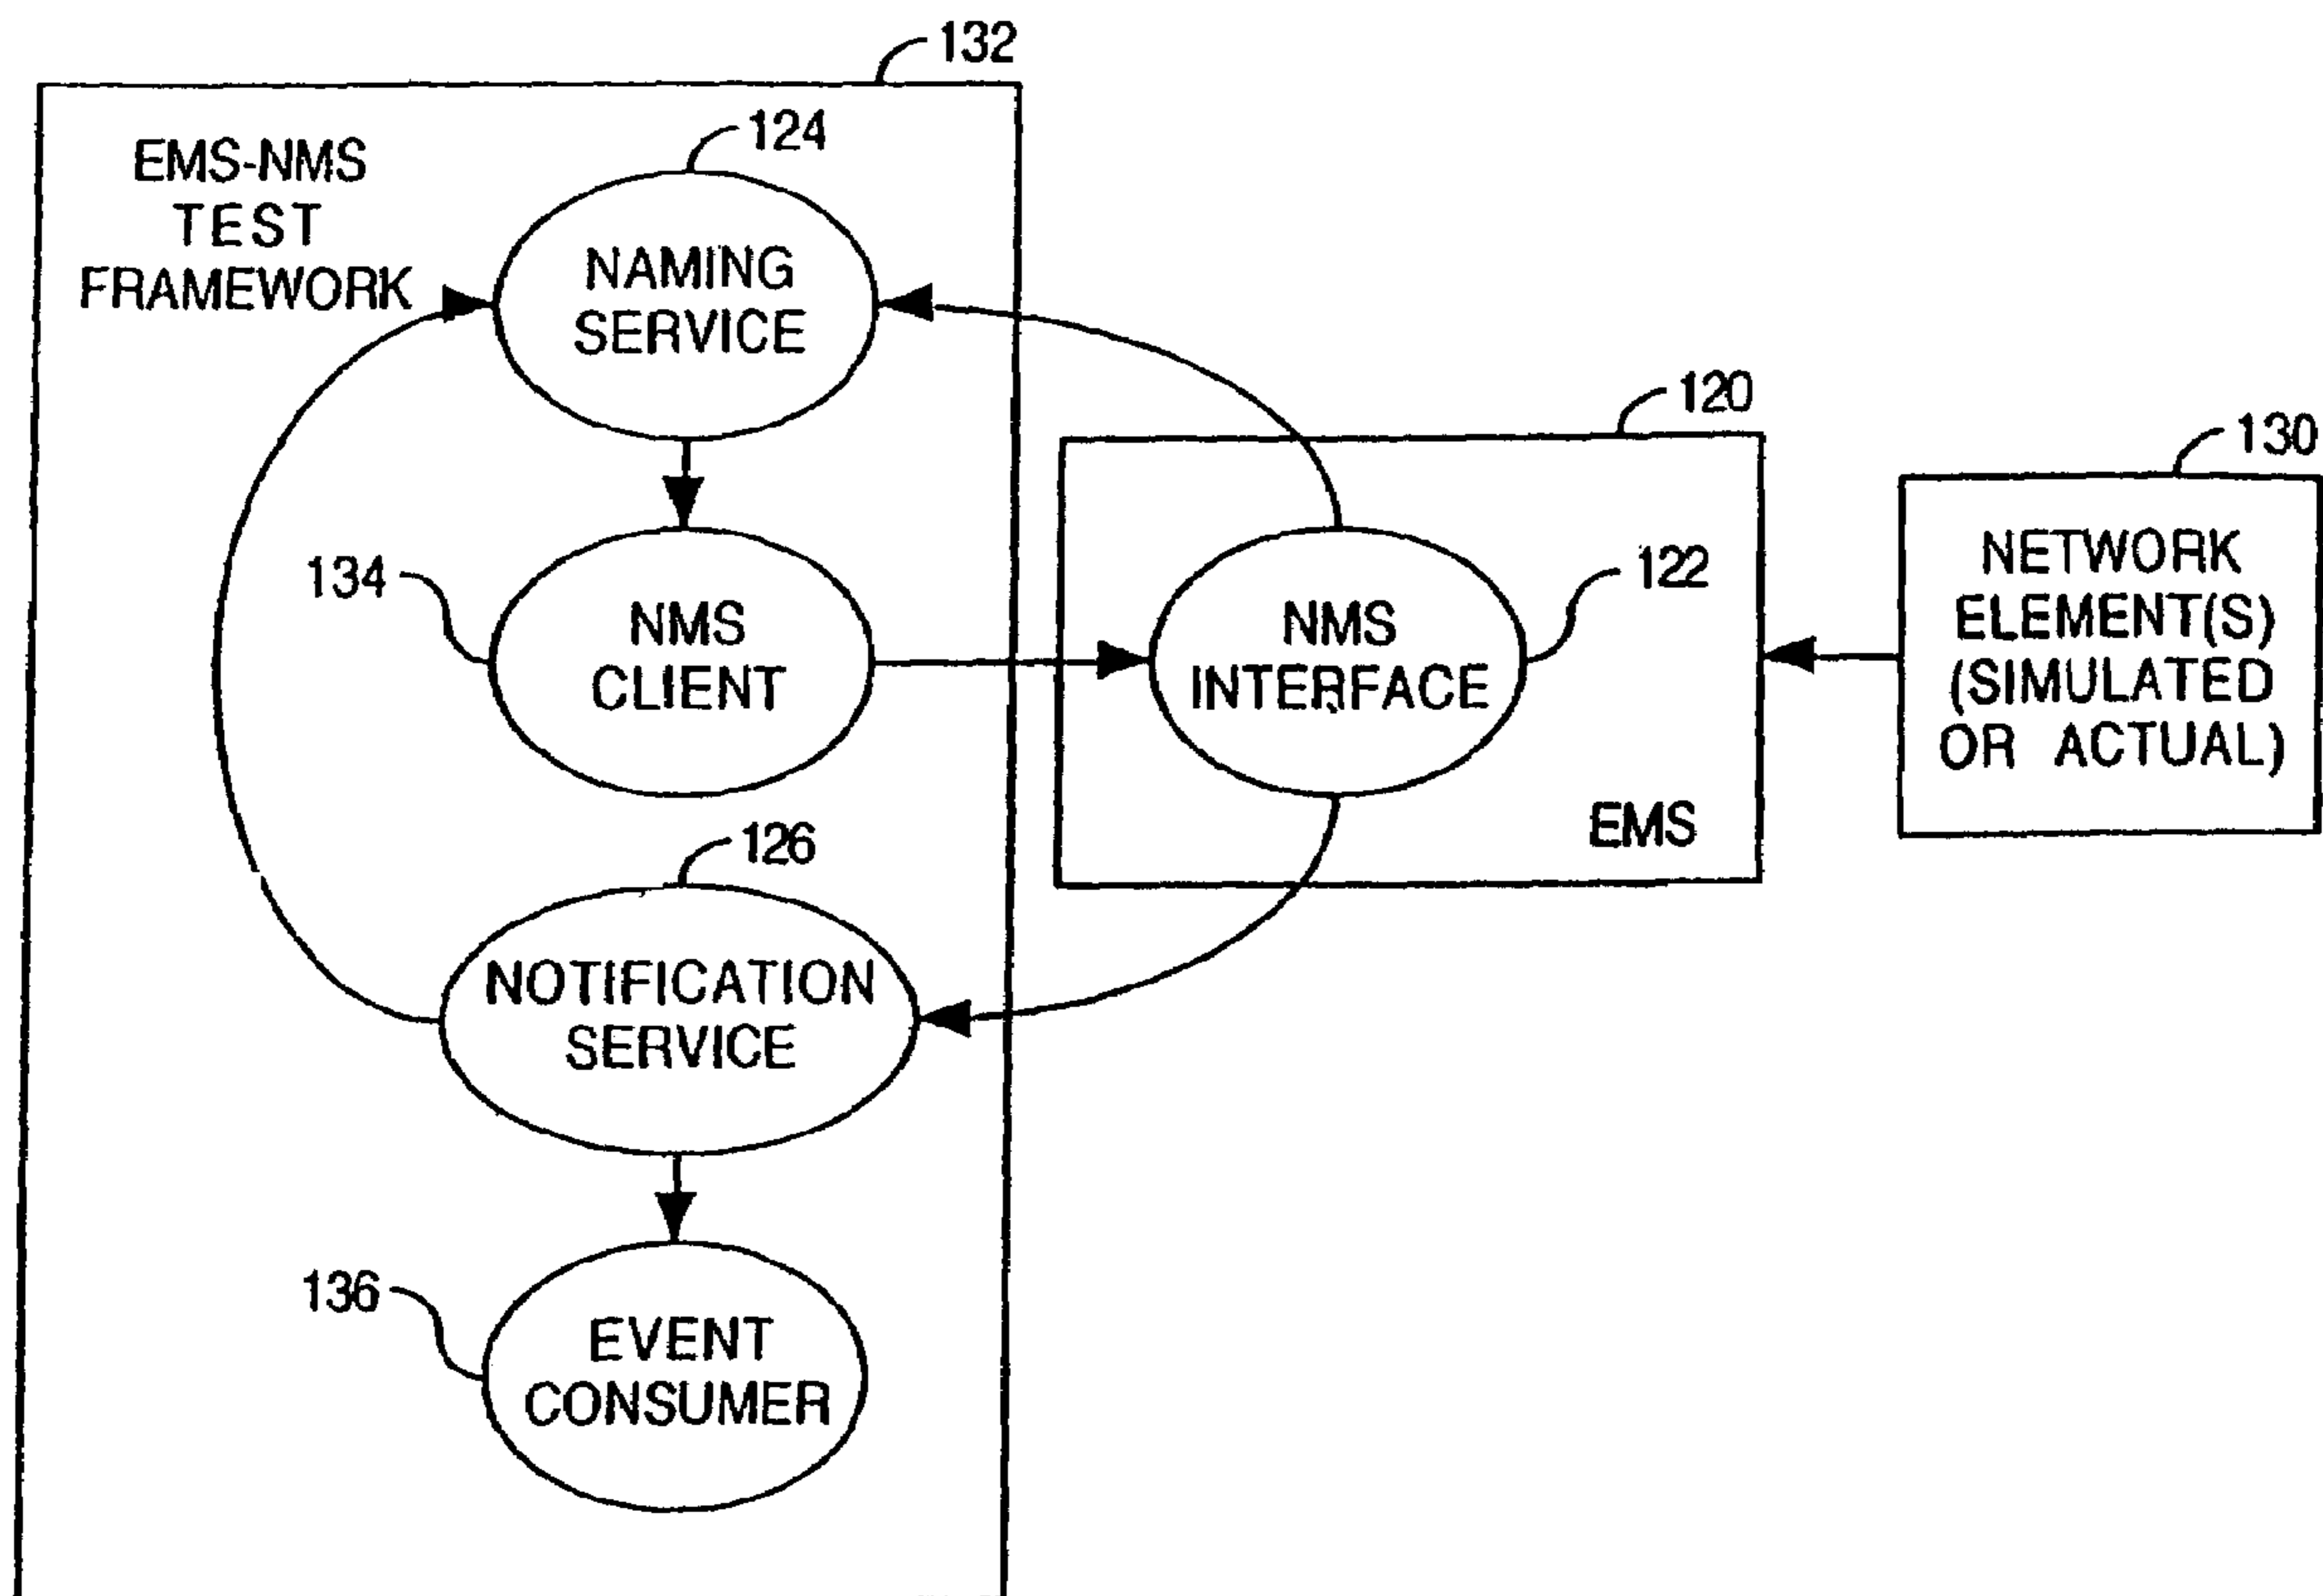 132
EMS-NMS
TEST
FRAMEWORK
124
NAMING
SERVICE
120
130
134
NMS
CLIENT
NMS
INTERFACE
122
EMS
NETWORK
ELEMENT(S)
(SIMULATED
OR ACTUAL)
126
NOTIFICATION
SERVICE
136
EVENT
CONSUMER